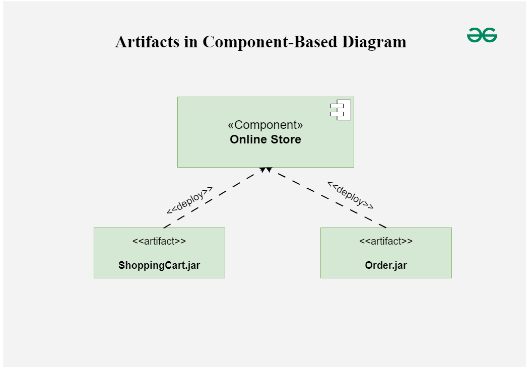 Artifacts in Component-Based Diagram
«Component»
Online Store
<<deploy>>
<<deploy>>
<<artifact>>
ShoppingCart.jar
<<artifact>>
Order.jar